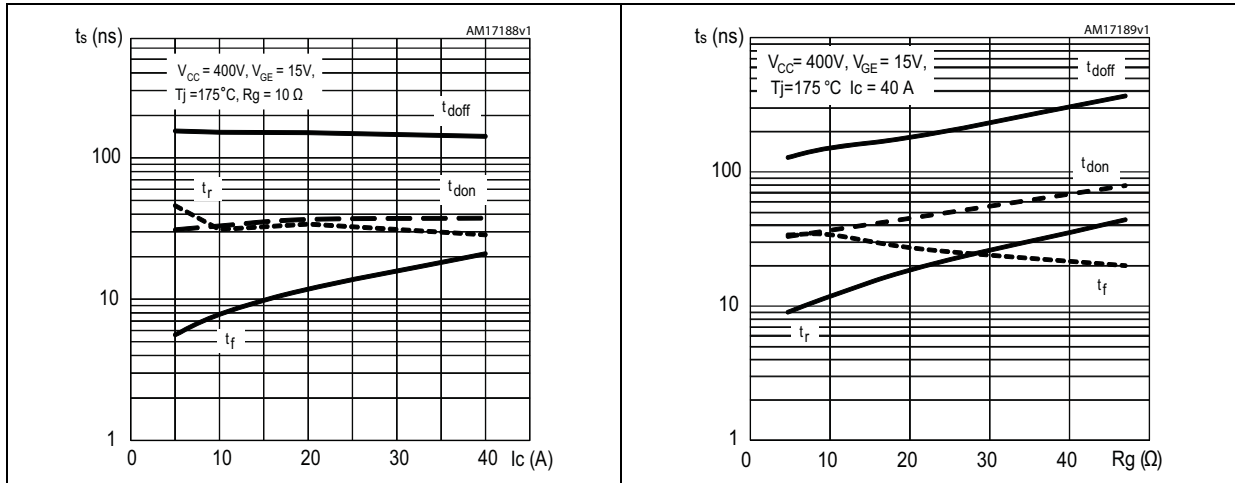 AM17188v1
ts (ns)
VCC = 400V, VGE = 15V,
Tj =175°C, Rg = 10 Ω
tdoff
100
tr
tdon
10
tf
1
0
10
20
30
40
Ic (A)
AM17189v1
ts (ns)
VCC = 400V, VGE = 15V,
Tj=175 °C Ic = 40 A
tdoff
100
tdon
tf
10
tr
1
0
10
20
30
40
Rg (Ω)